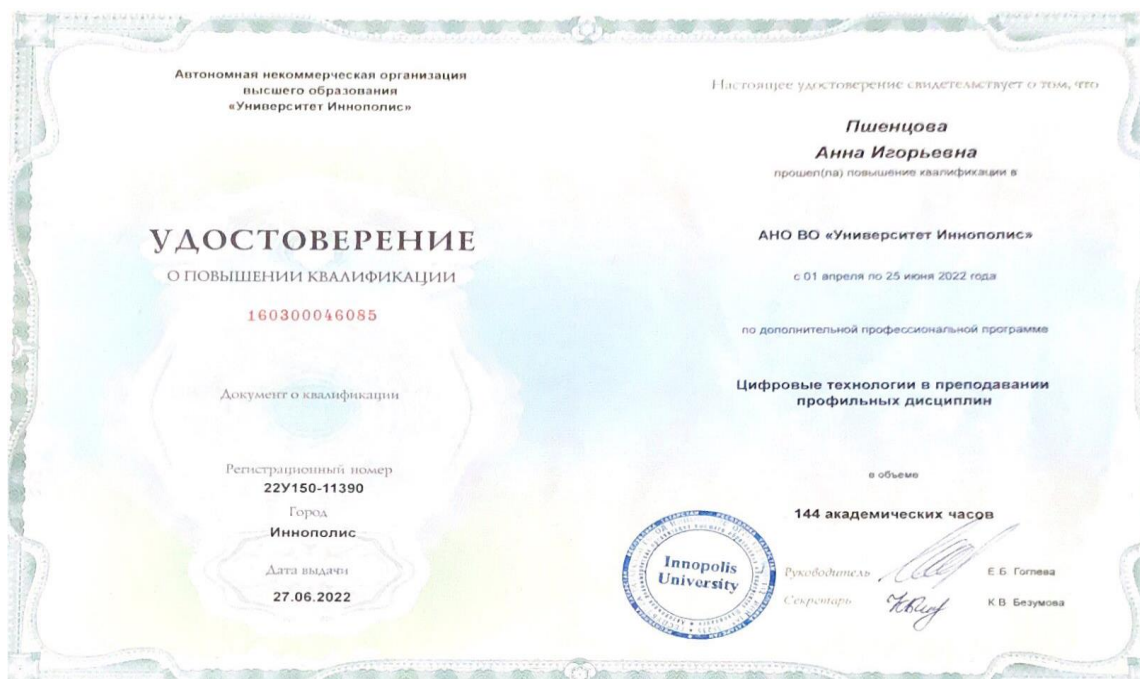 Автономная некоммерческая организация
высшего образования
«Университет Иннополис»
УДОСТОВЕРЕНИЕ
О ПОВЫШЕНИИ КВАЛИФИКАЦИИ
160300046085
Документ о квалификации
Регистрационный номер
22У150-11390
Город
Иннополис
Дата выдачи
27.06.2022
Настоящее удостоверение свидетельствует о том, что
Пшенцова
Анна Игорьевна
прошел(ла) повышение квалификации в
АНО ВО «Университет Иннополис»
с 01 апреля по 25 июня 2022 года
по дополнительной профессиональной программе
Цифровые технологии в преподавании
профильных дисциплин
в объеме
144 академических часов
Innopolis
University
Руководитель
Е.Б. Гоглева
Секретарь
К.В. Безумова